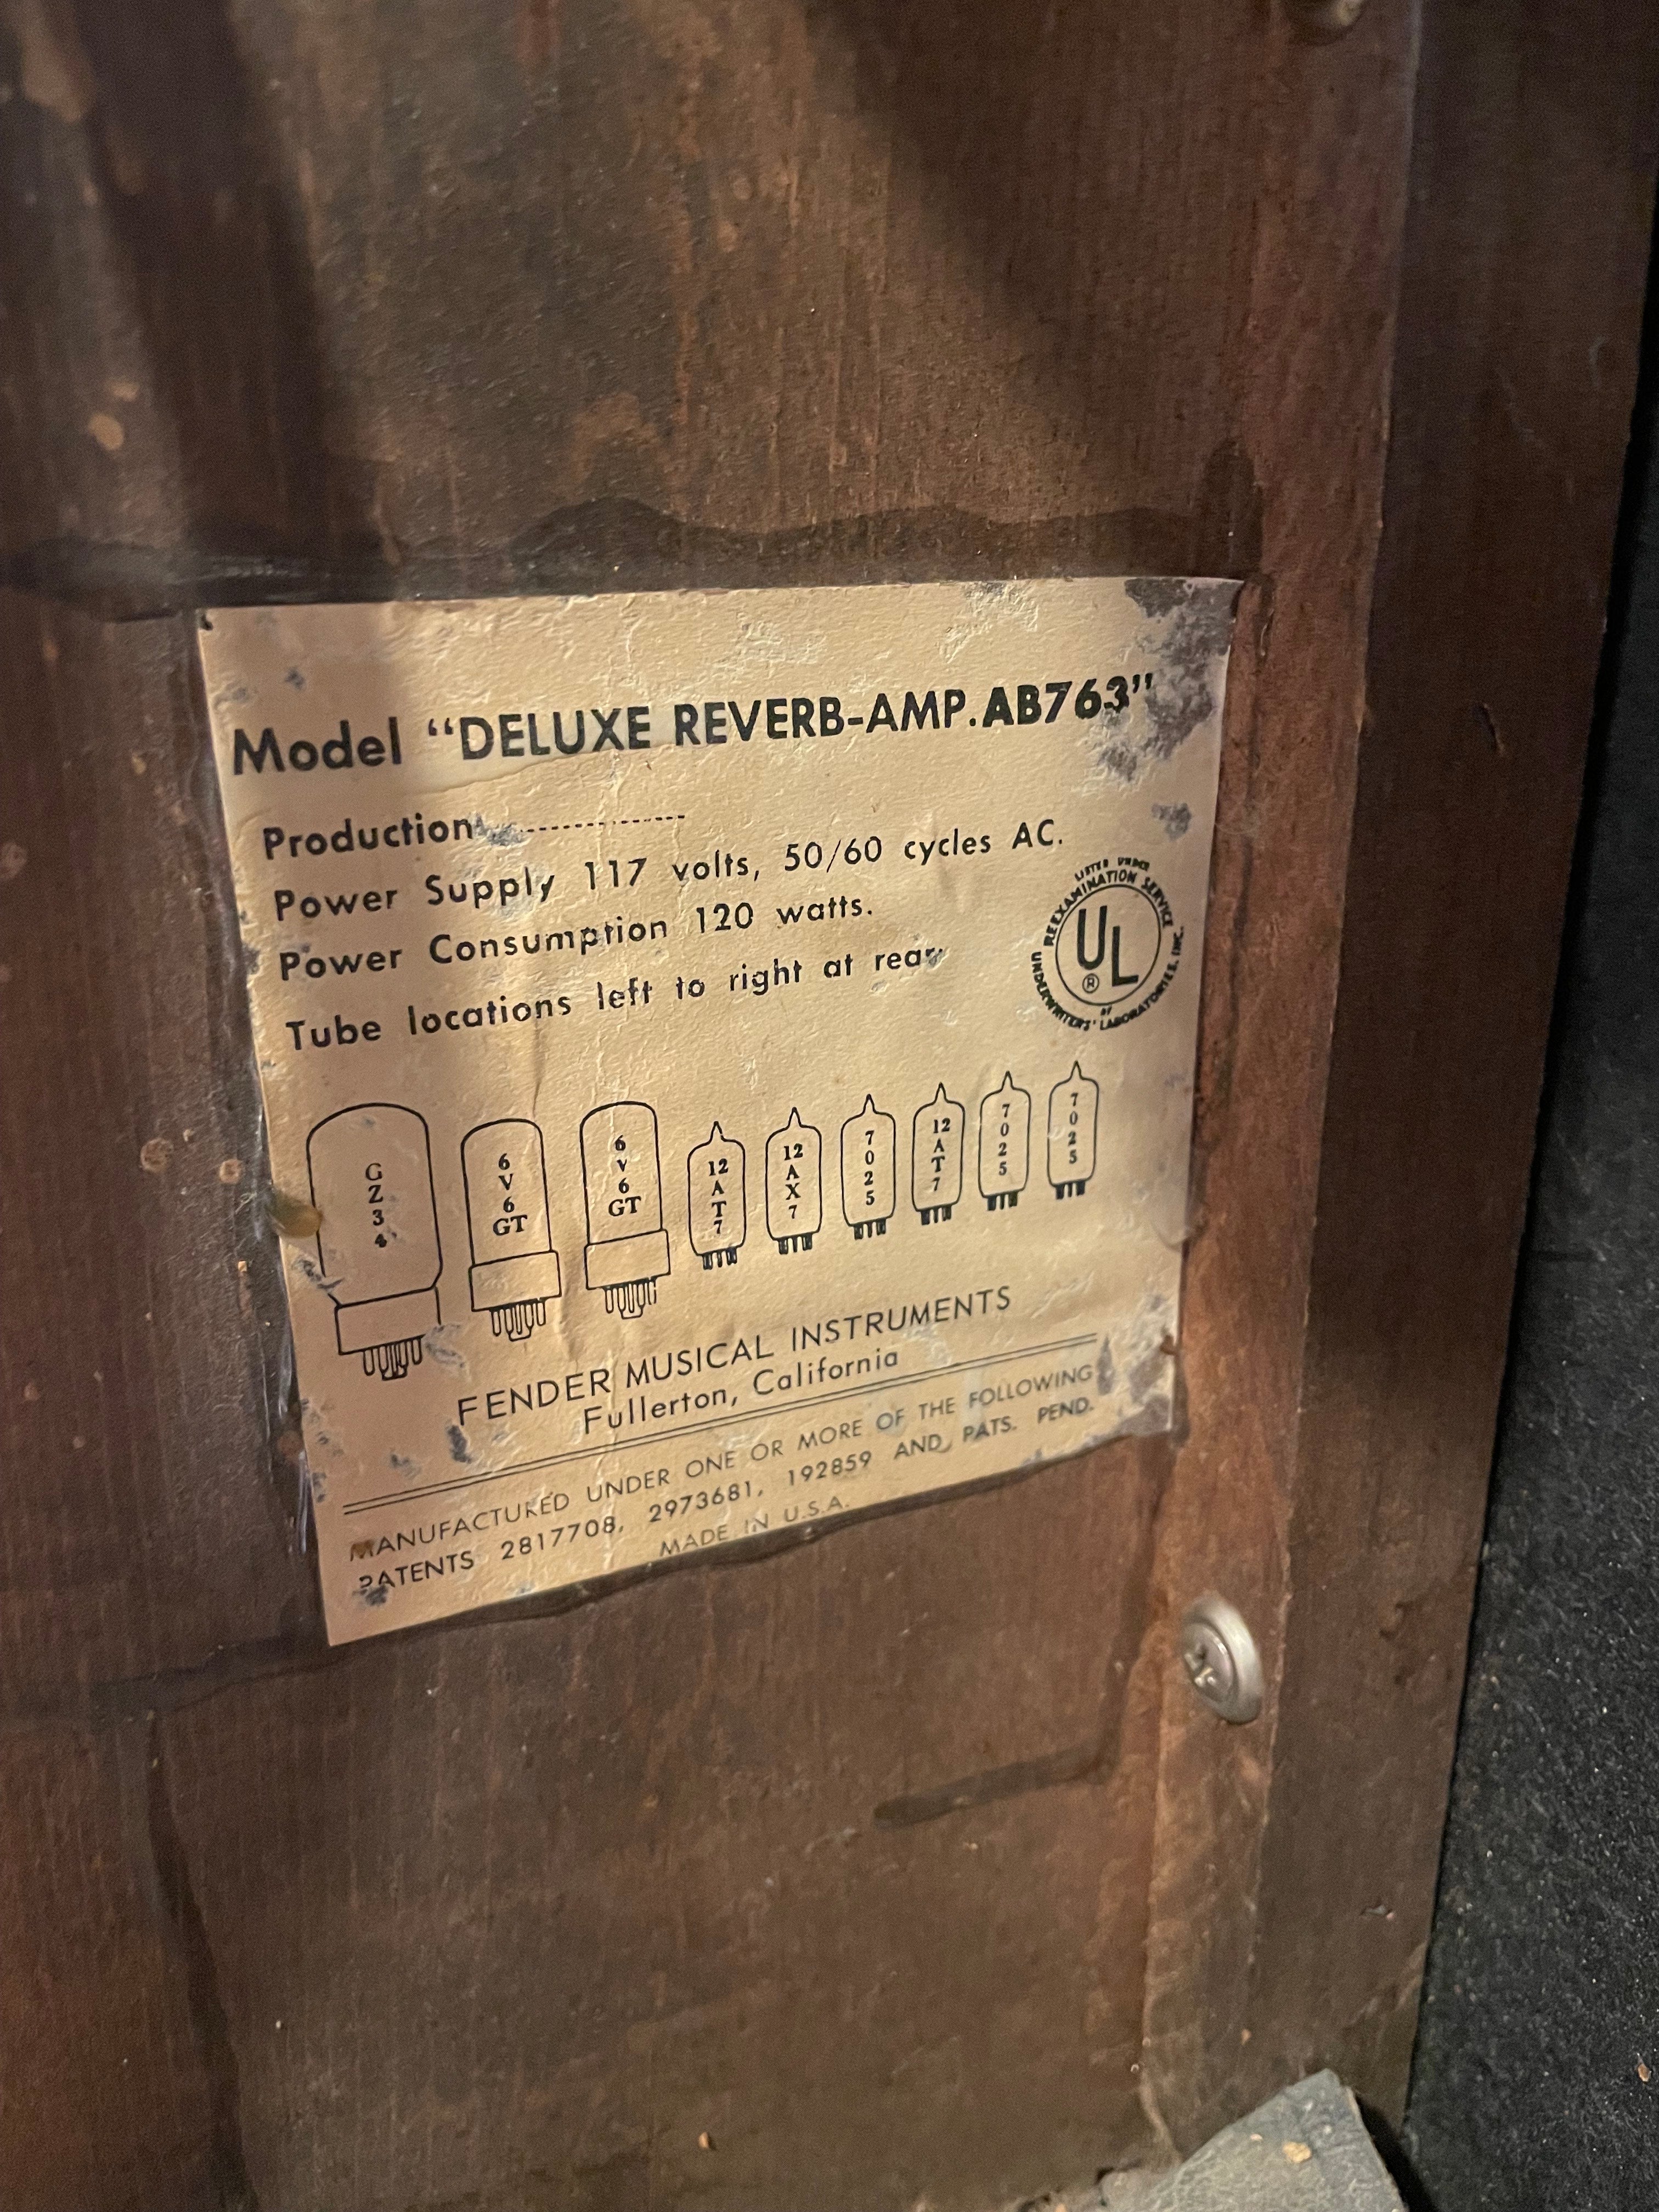 Model “DELUXE REVERB-AMP.AB763”
Production
Power Supply 117 volts, 50/60 cycles AC.
Power Consumption 120 watts.
Tube locations left to right at rear
LISTED UNDER
REEXAMINATION SERVICE
UL
®
OF
UNDERWRITERS' LABORATORIES, INC.
GZ34
6V6GT
6V6GT
12AT7
12AX7
7025
12AT7
7025
7025
FENDER MUSICAL INSTRUMENTS
Fullerton, California
MANUFACTURED UNDER ONE OR MORE OF THE FOLLOWING
PATENTS 2817708, 2973681, 192859 AND PATS. PEND.
MADE IN U.S.A.